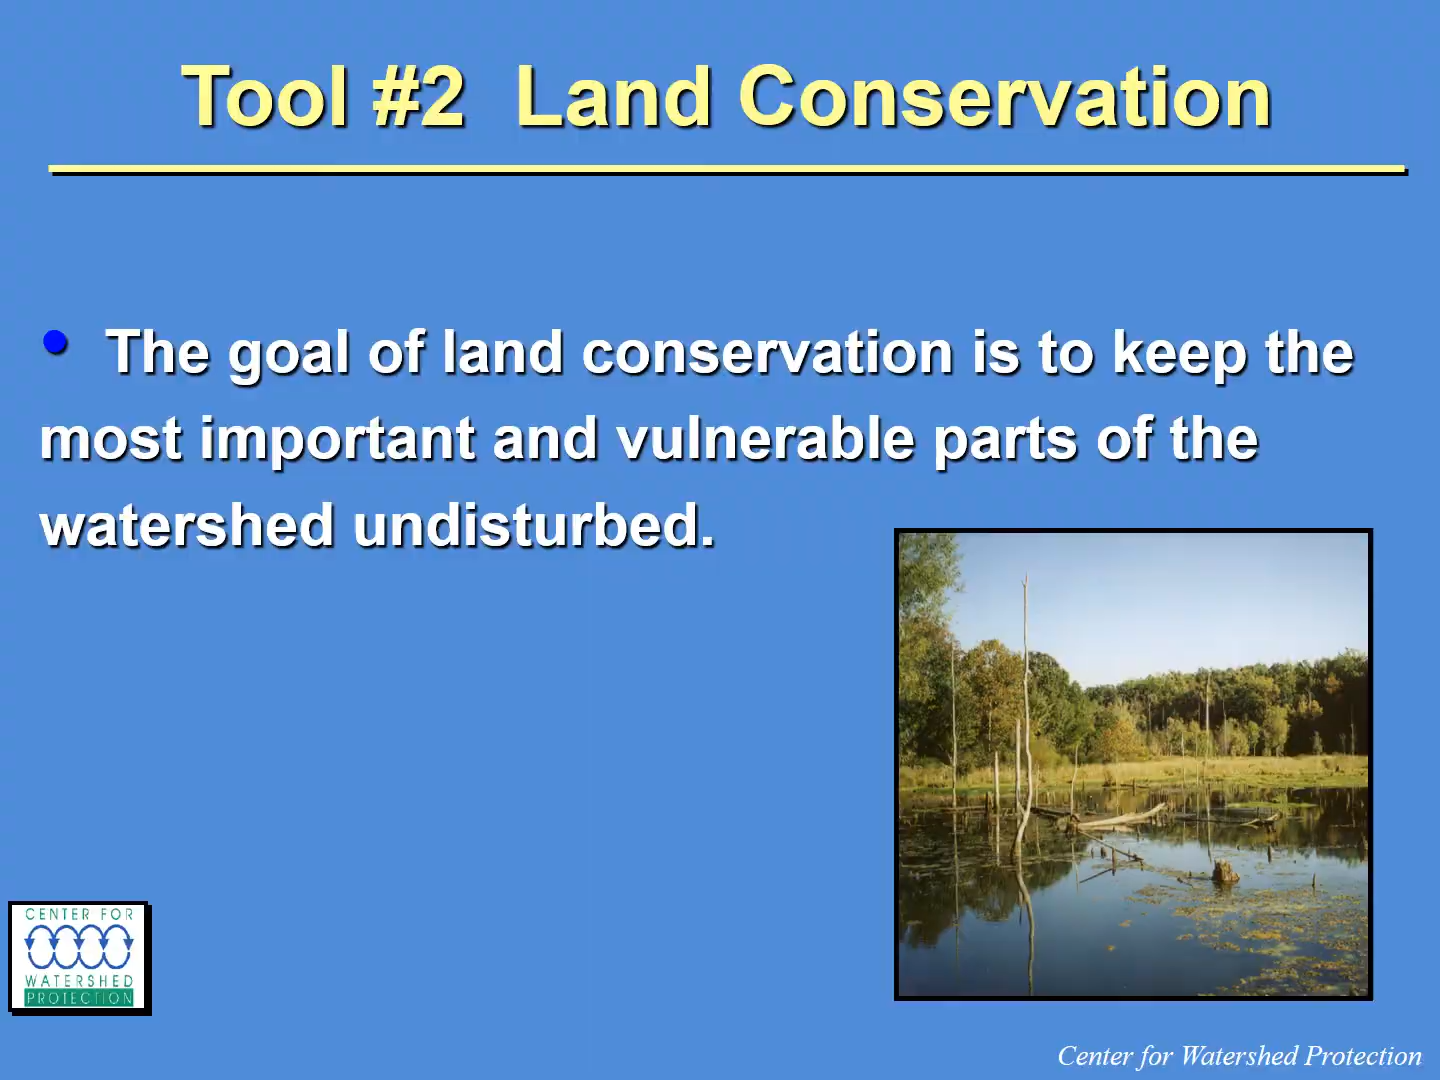 Tool #2 Land Conservation
• The goal of land conservation is to keep the
most important and vulnerable parts of the
watershed undisturbed.
CENTER FOR
WATERSHED
PROTECTION
Center for Watershed Protection